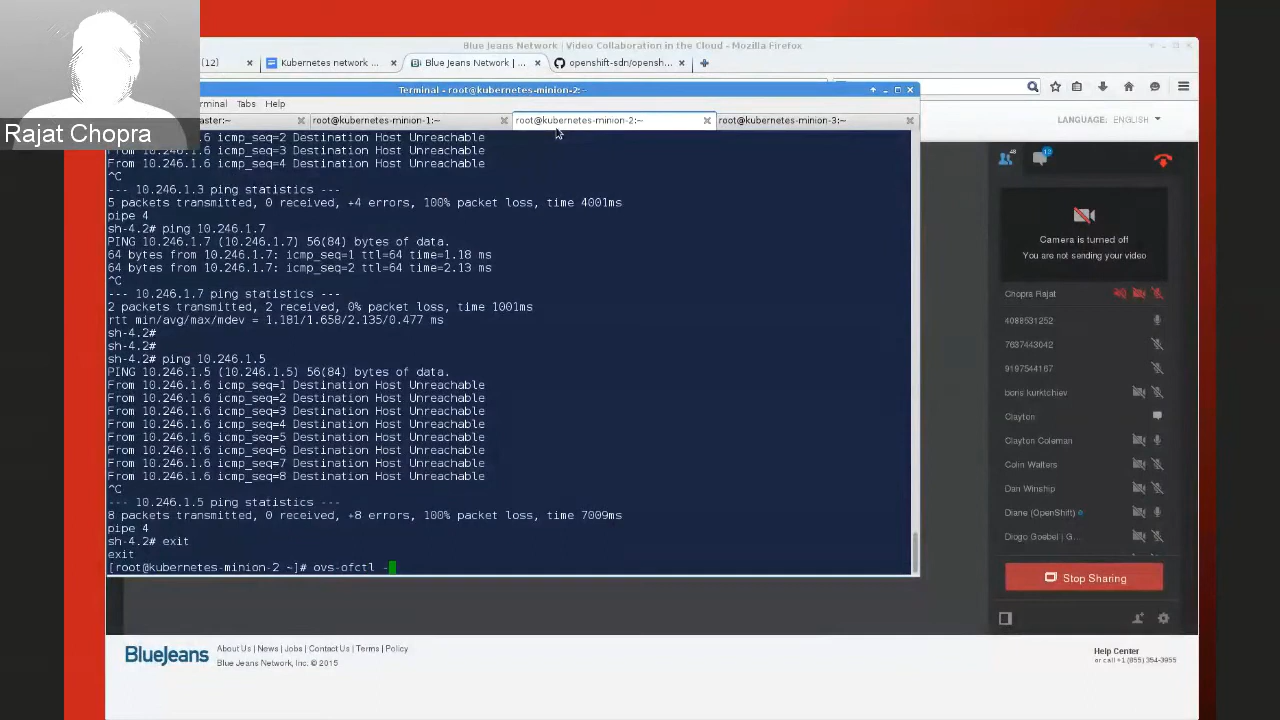 Rajat Chopra
Blue Jeans Network | Video Collaboration in the Cloud - Mozilla Firefox
(12)
Kubernetes network ...
Blue Jeans Network | ...
openshift-sdn/opensh...
Terminal - root@kubernetes-minion-2:~
Tabs Help
root@kubernetes-minion-1:~
root@kubernetes-minion-2:~
root@kubernetes-minion-3:~
LANGUAGE: ENGLISH
.1.6 icmp_seq=2 Destination Host Unreachable
From 10.246.1.6 icmp_seq=3 Destination Host Unreachable
From 10.246.1.6 icmp_seq=4 Destination Host Unreachable
^C
--- 10.246.1.3 ping statistics ---
5 packets transmitted, 0 received, +4 errors, 100% packet loss, time 4001ms
pipe 4
sh-4.2# ping 10.246.1.7
PING 10.246.1.7 (10.246.1.7) 56(84) bytes of data.
64 bytes from 10.246.1.7: icmp_seq=1 ttl=64 time=1.18 ms
64 bytes from 10.246.1.7: icmp_seq=2 ttl=64 time=2.13 ms
^C
--- 10.246.1.7 ping statistics ---
2 packets transmitted, 2 received, 0% packet loss, time 1001ms
rtt min/avg/max/mdev = 1.181/1.658/2.135/0.477 ms
sh-4.2#
sh-4.2#
sh-4.2# ping 10.246.1.5
PING 10.246.1.5 (10.246.1.5) 56(84) bytes of data.
From 10.246.1.6 icmp_seq=1 Destination Host Unreachable
From 10.246.1.6 icmp_seq=2 Destination Host Unreachable
From 10.246.1.6 icmp_seq=3 Destination Host Unreachable
From 10.246.1.6 icmp_seq=4 Destination Host Unreachable
From 10.246.1.6 icmp_seq=5 Destination Host Unreachable
From 10.246.1.6 icmp_seq=6 Destination Host Unreachable
From 10.246.1.6 icmp_seq=7 Destination Host Unreachable
From 10.246.1.6 icmp_seq=8 Destination Host Unreachable
^C
--- 10.246.1.5 ping statistics ---
8 packets transmitted, 0 received, +8 errors, 100% packet loss, time 7009ms
pipe 4
sh-4.2# exit
exit
[root@kubernetes-minion-2 ~]# ovs-ofctl -
Camera is turned off
You are not sending your video
Chopra Rajat
4088531252
7637443042
9197544167
boris kurktchiev
Clayton
Clayton Coleman
Colin Walters
Dan Winship
Diane (OpenShift)
Diogo Goebel | G...
Stop Sharing
BlueJeans
About Us | News | Jobs | Contact Us | Terms | Policy
Blue Jeans Network, Inc. © 2015
Help Center
or call +1 (855) 354-3955